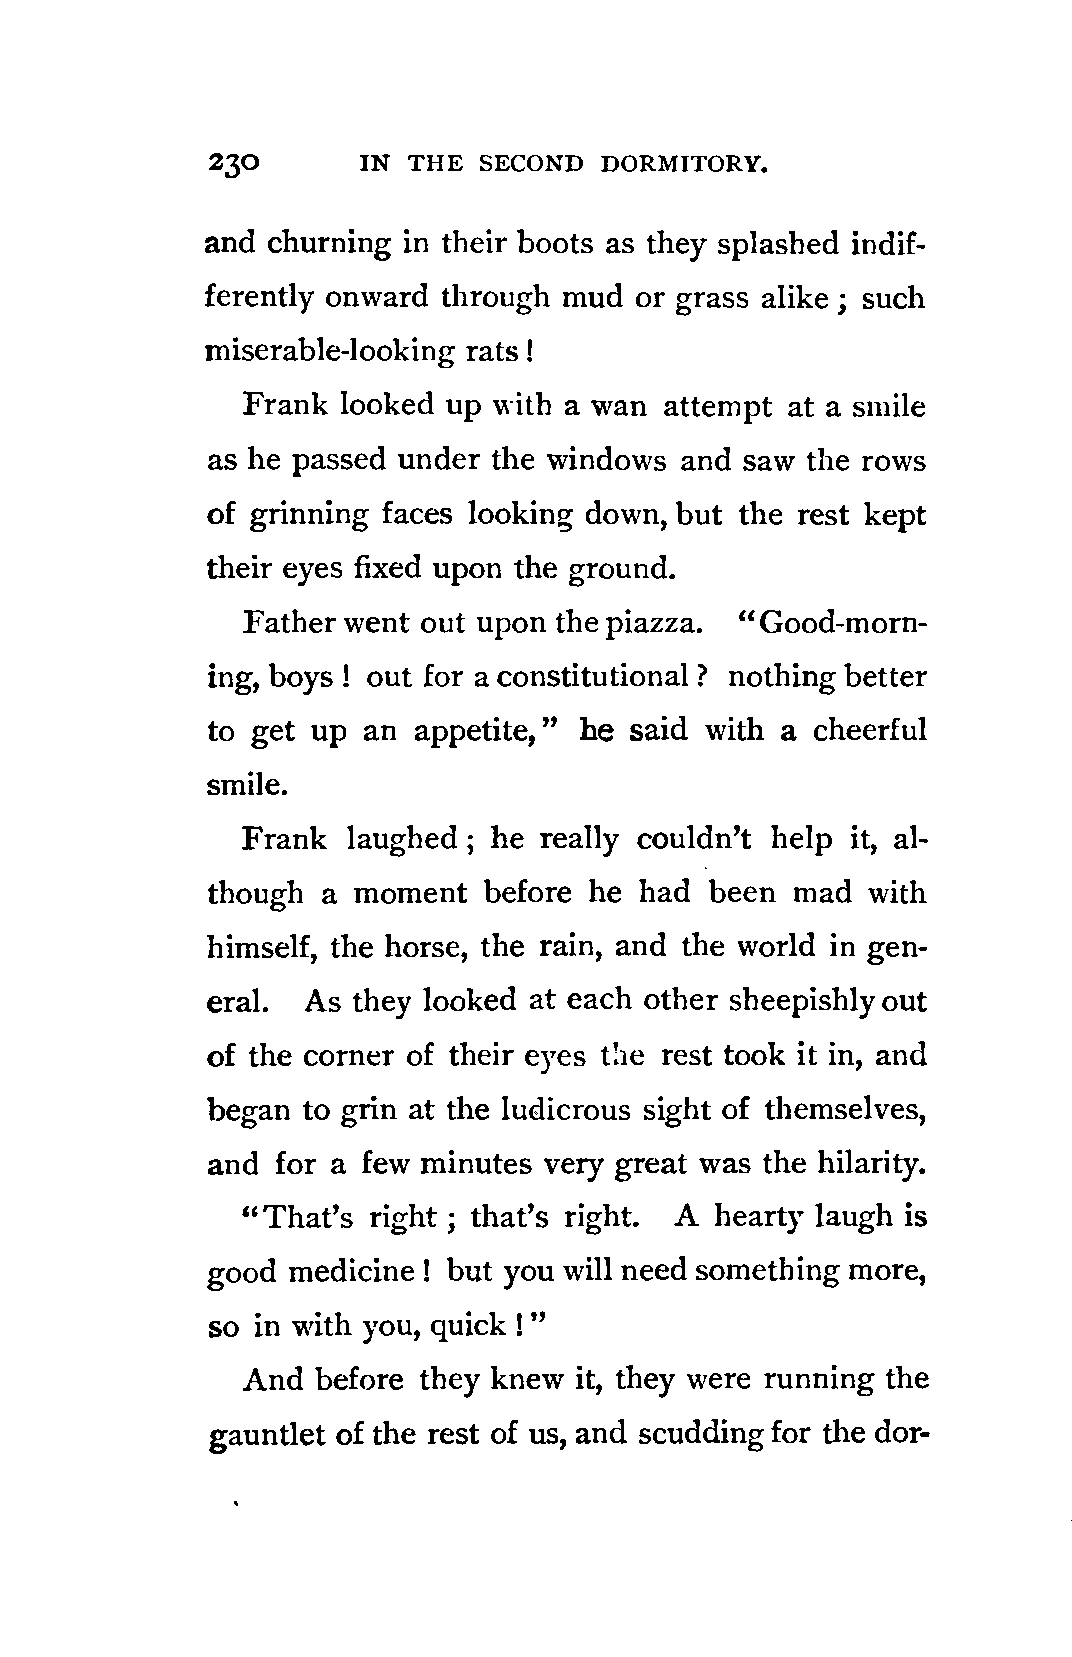 230 IN THE SECOND DORMITORY.
and churning in their boots as they splashed indif-
ferently onward through mud or grass alike ; such
miserable-looking rats !
Frank looked up with a wan attempt at a smile
as he passed under the windows and saw the rows
of grinning faces looking down, but the rest kept
their eyes fixed upon the ground.
Father went out upon the piazza. "Good-morn-
ing, boys ! out for a constitutional ? nothing better
to get up an appetite," he said with a cheerful
smile.
Frank laughed ; he really couldn't help it, al-
though a moment before he had been mad with
himself, the horse, the rain, and the world in gen-
eral. As they looked at each other sheepishly out
of the corner of their eyes the rest took it in, and
began to grin at the ludicrous sight of themselves,
and for a few minutes very great was the hilarity.
"That's right ; that's right. A hearty laugh is
good medicine ! but you will need something more,
so in with you, quick !"
And before they knew it, they were running the
gauntlet of the rest of us, and scudding for the dor-